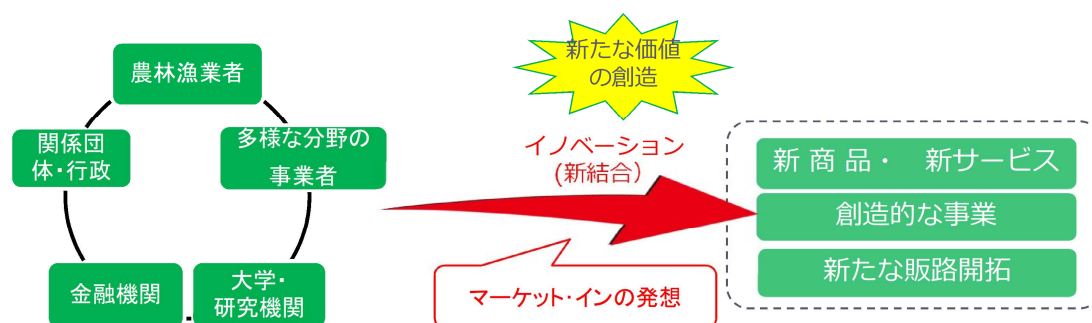 農林漁業者
関係団
体・行政
多様な分野の
事業者
金融機関
大学・
研究機関
新たな価値
の創造
イノベーション
(新結合)
マーケット・インの発想
新 商 品 ・　新サービス
創造的な事業
新たな販路開拓